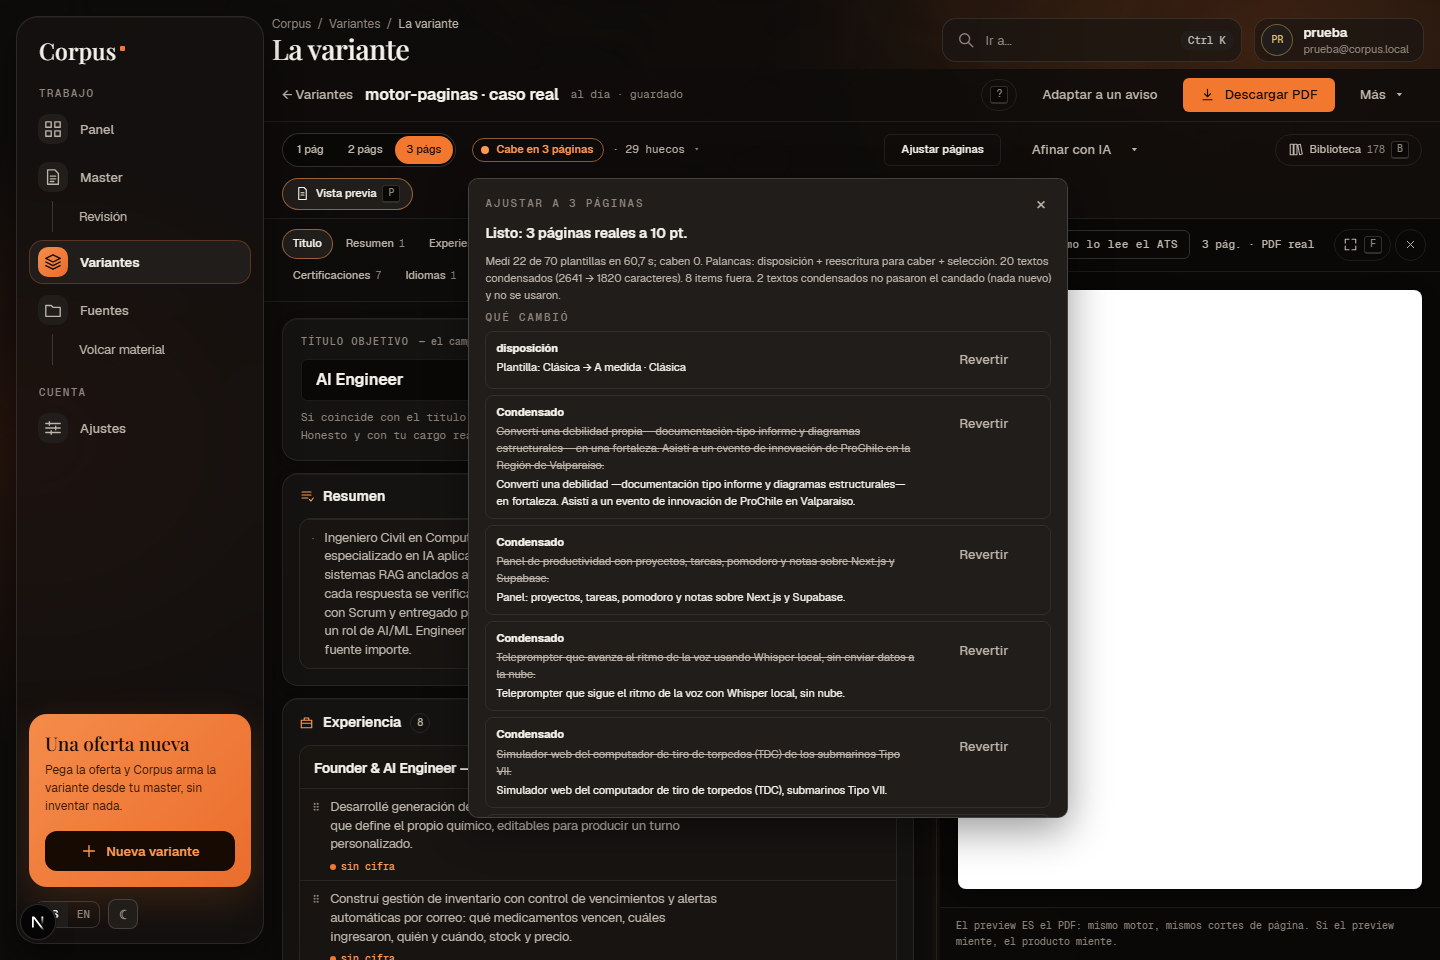 Corpus
TRABAJO
Panel
Master
Revisión
Variantes
Fuentes
Volcar material
CUENTA
Ajustes
Una oferta nueva
Pega la oferta y Corpus arma la
variante desde tu master, sin
inventar nada.
Nueva variante
EN
Corpus / Variantes / La variante
La variante
Ir a...
Ctrl K
PR
prueba
prueba@corpus.local
← Variantes
motor-paginas · caso real
al día · guardado
?
Adaptar a un aviso
Descargar PDF
Más
1 pág
2 págs
3 págs
Cabe en 3 páginas
· 29 huecos
Ajustar páginas
Afinar con IA
Biblioteca 178 B
Vista previa P
Título
Resumen 1
Certificaciones 7
Idiomas 1
lo lee el ATS
3 pág. · PDF real
F
TÍTULO OBJETIVO
AI Engineer
Si coincide con el título
Honesto y con tu cargo
Resumen
Ingeniero Civil en
especializado en IA
sistemas RAG anclados a
cada respuesta se
con Scrum y entregado
un rol de AI/ML Engineer
fuente importe.
Experiencia 8
Founder & AI Engineer —
Desarrollé generación
que define el propio químico, editables para producir un turno
personalizado.
sin cifra
Construí gestión de inventario con control de vencimientos y alertas
automáticas por correo: qué medicamentos vencen, cuáles
ingresaron, quién y cuándo, stock y precio.
sin cifra
AJUSTAR A 3 PÁGINAS
Listo: 3 páginas reales a 10 pt.
Medí 22 de 70 plantillas en 60,7 s; caben 0. Palancas: disposición + reescritura para caber + selección. 20 textos
condensados (2641 → 1820 caracteres). 8 items fuera. 2 textos condensados no pasaron el candado (nada nuevo)
y no se usaron.
QUÉ CAMBIÓ
disposición
Plantilla: Clásica → A medida · Clásica
Revertir
Condensado
Convertí una debilidad propia —documentación tipo informe y diagramas
estructurales— en una fortaleza. Asistí a un evento de innovación de ProChile en la
Región de Valparaíso.
Convertí una debilidad —documentación tipo informe y diagramas estructurales—
en fortaleza. Asistí a un evento de innovación de ProChile en Valparaíso.
Revertir
Condensado
Panel de productividad con proyectos, tareas, pomodoro y notas sobre Next.js y
Supabase.
Panel: proyectos, tareas, pomodoro y notas sobre Next.js y Supabase.
Revertir
Condensado
Teleprompter que avanza al ritmo de la voz usando Whisper local, sin enviar datos a
la nube.
Teleprompter que sigue el ritmo de la voz con Whisper local, sin nube.
Revertir
Condensado
Simulador web del computador de tiro de torpedos (TDC) de los submarinos Tipo
VII.
Simulador web del computador de tiro de torpedos (TDC), submarinos Tipo VII.
Revertir
El preview ES el PDF: mismo motor, mismos cortes de página. Si el preview
miente, el producto miente.